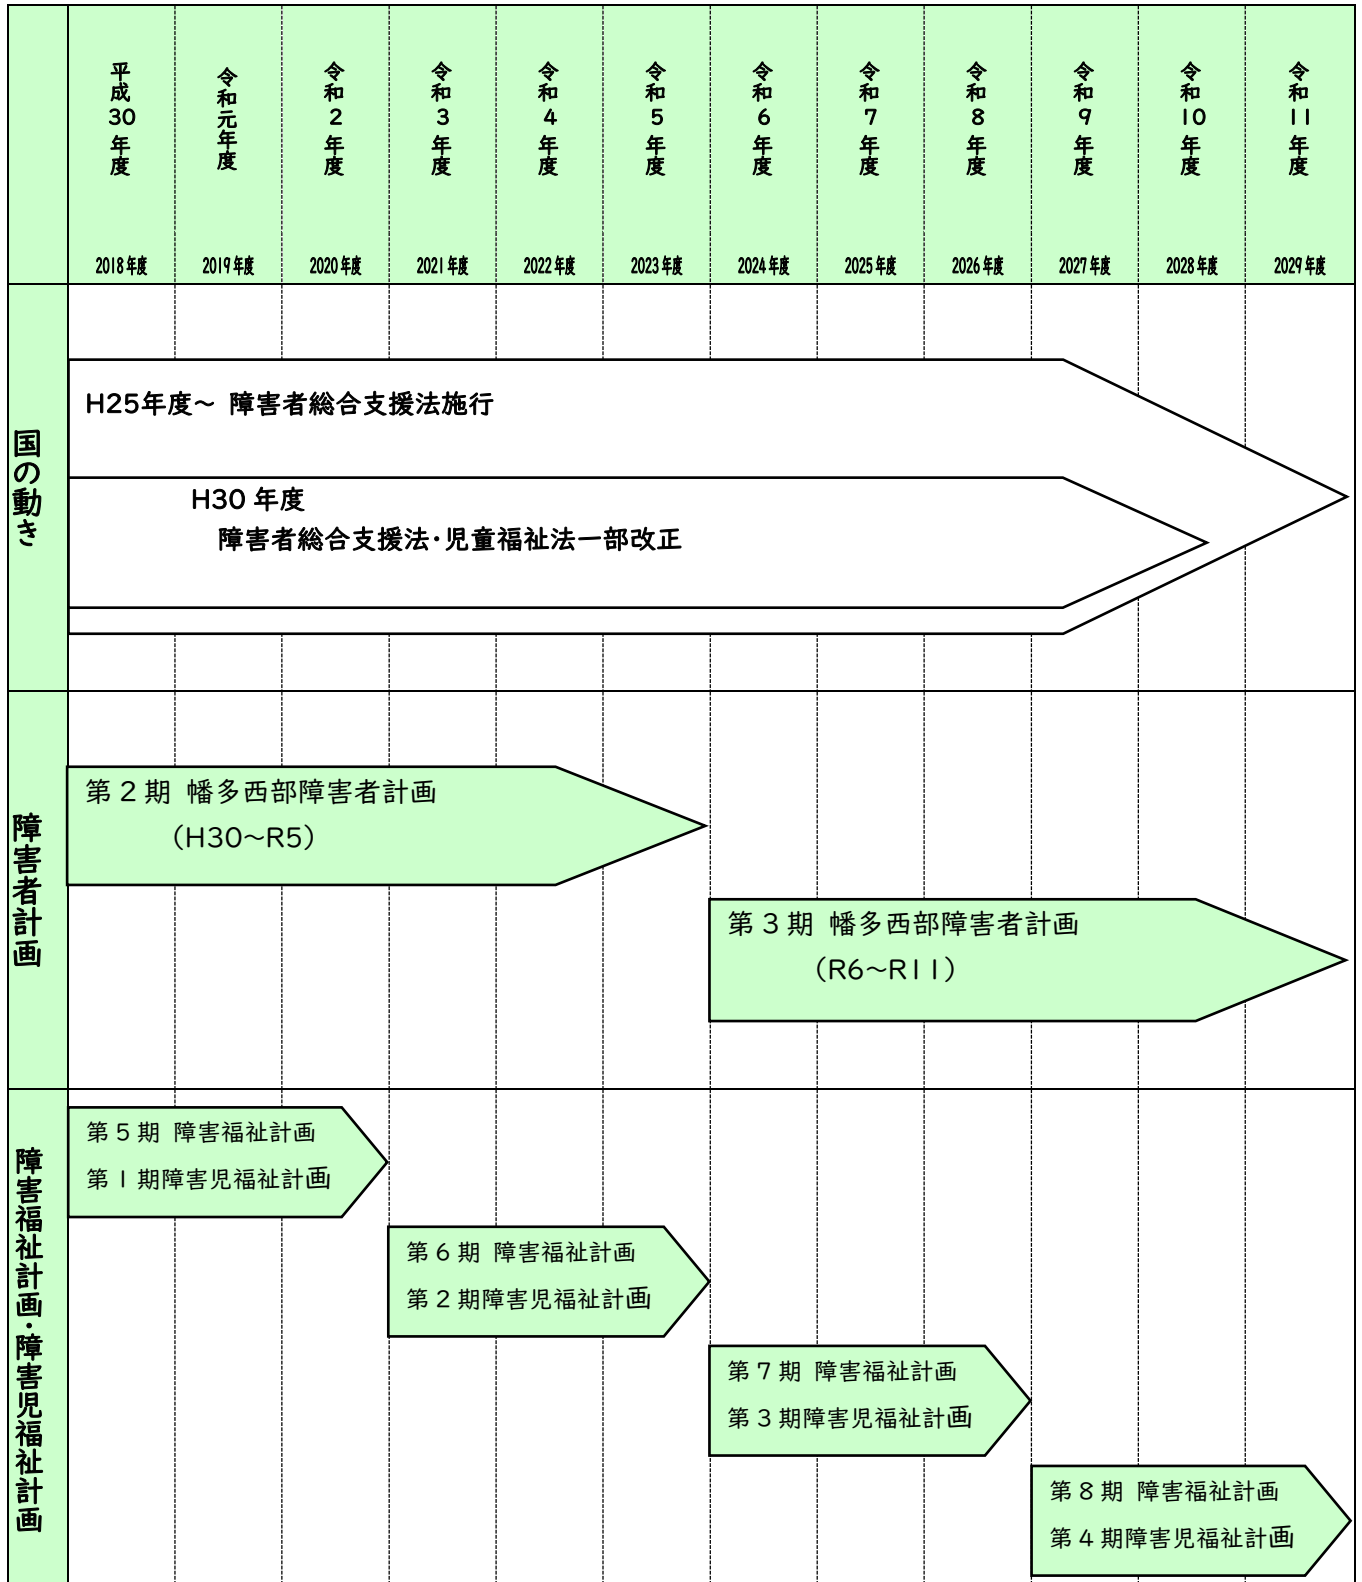 平成30年度
令和元年度
令和2年度
令和3年度
令和4年度
令和5年度
令和6年度
令和7年度
令和8年度
令和9年度
令和10年度
令和11年度
2018年度
2019年度
2020年度
2021年度
2022年度
2023年度
2024年度
2025年度
2026年度
2027年度
2028年度
2029年度
国の動き
H25年度～ 障害者総合支援法施行
H30年度
障害者総合支援法・児童福祉法一部改正
障害者計画
第2期 幡多西部障害者計画
（H30～R5）
第3期 幡多西部障害者計画
（R6～R11）
障害福祉計画・障害児福祉計画
第5期 障害福祉計画
第1期障害児福祉計画
第6期 障害福祉計画
第2期障害児福祉計画
第7期 障害福祉計画
第3期障害児福祉計画
第8期 障害福祉計画
第4期障害児福祉計画